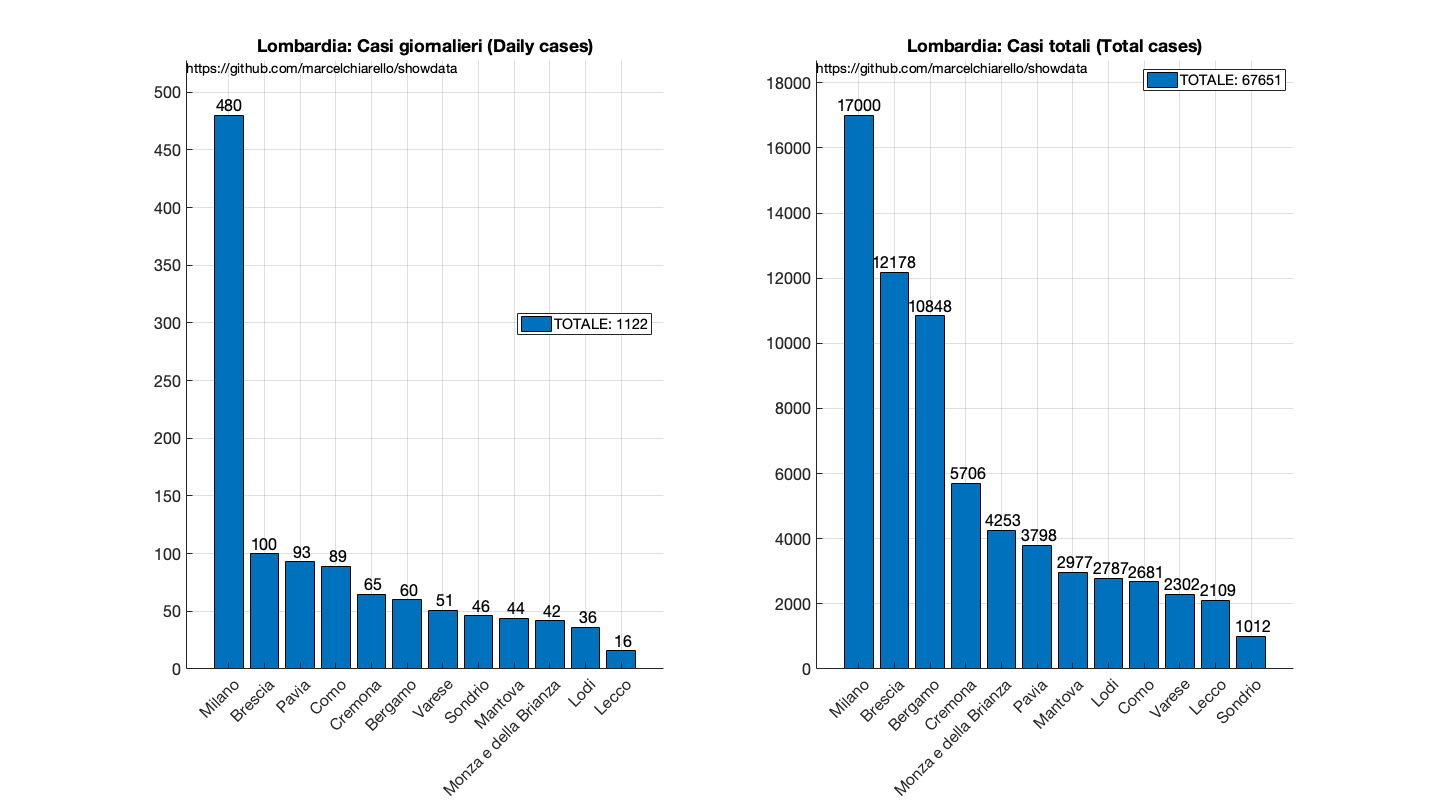 Lombardia: Casi giornalieri (Daily cases)
https://github.com/marcelchiarello/showdata
500
450
400
350
300
250
200
150
100
50
0
480
100
93
89
65
60
51
46
44
42
36
16
TOTALE: 1122
Milano
Brescia
Pavia
Como
Cremona
Bergamo
Varese
Sondrio
Mantova
Monza e della Brianza
Lodi
Lecco
Lombardia: Casi totali (Total cases)
https://github.com/marcelchiarello/showdata
TOTALE: 67651
18000
16000
14000
12000
10000
8000
6000
4000
2000
0
17000
12178
10848
5706
4253
3798
2977
2787
2681
2302
2109
1012
Milano
Brescia
Bergamo
Cremona
Monza e della Brianza
Pavia
Mantova
Lodi
Como
Varese
Lecco
Sondrio